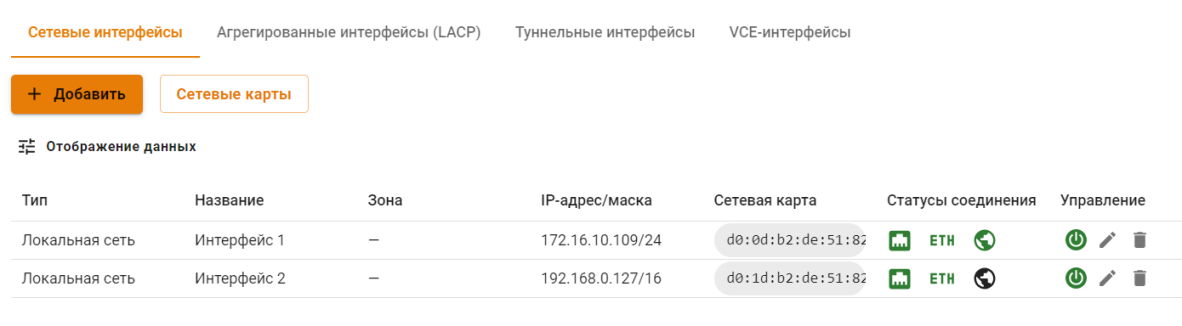 Сетевые интерфейсы Агрегированные интерфейсы (LACP) Туннельные интерфейсы VCE-интерфейсы
+ Добавить Сетевые карты
Отображение данных
Тип Название Зона IP-адрес/маска Сетевая карта Статусы соединения Управление
Локальная сеть Интерфейс 1 — 172.16.10.109/24 d0:0d:b2:de:51:82 ETH
Локальная сеть Интерфейс 2 — 192.168.0.127/16 d0:1d:b2:de:51:82 ETH